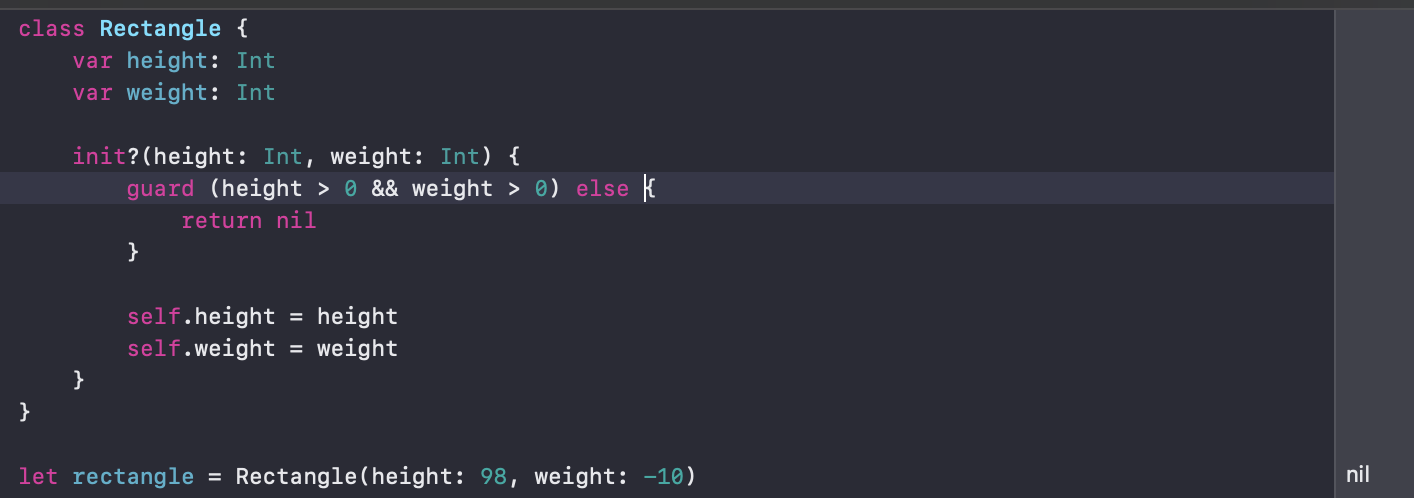 class Rectangle {
    var height: Int
    var weight: Int
    init?(height: Int, weight: Int) {
        guard (height > 0 && weight > 0) else {
            return nil
        }
        self.height = height
        self.weight = weight
    }
}
let rectangle = Rectangle(height: 98, weight: -10)
nil